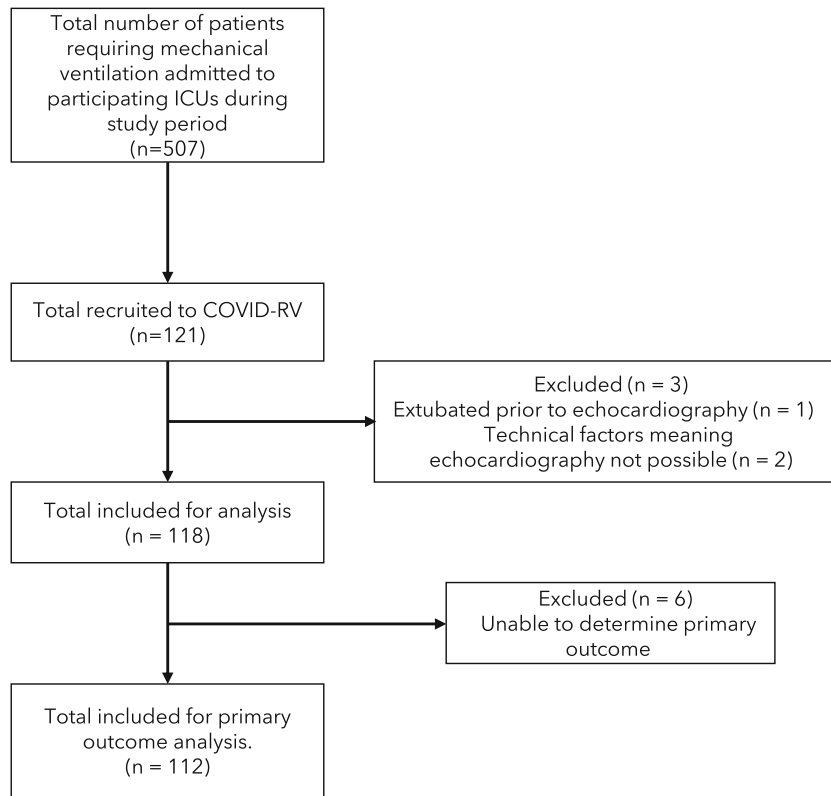 Total number of patients
requiring mechanical
ventilation admitted to
participating ICUs during
study period
(n=507)
Total recruited to COVID-RV
(n=121)
Excluded (n = 3)
Extubated prior to echocardiography (n = 1)
Technical factors meaning
echocardiography not possible (n = 2)
Total included for analysis
(n = 118)
Excluded (n = 6)
Unable to determine primary
outcome
Total included for primary
outcome analysis.
(n = 112)